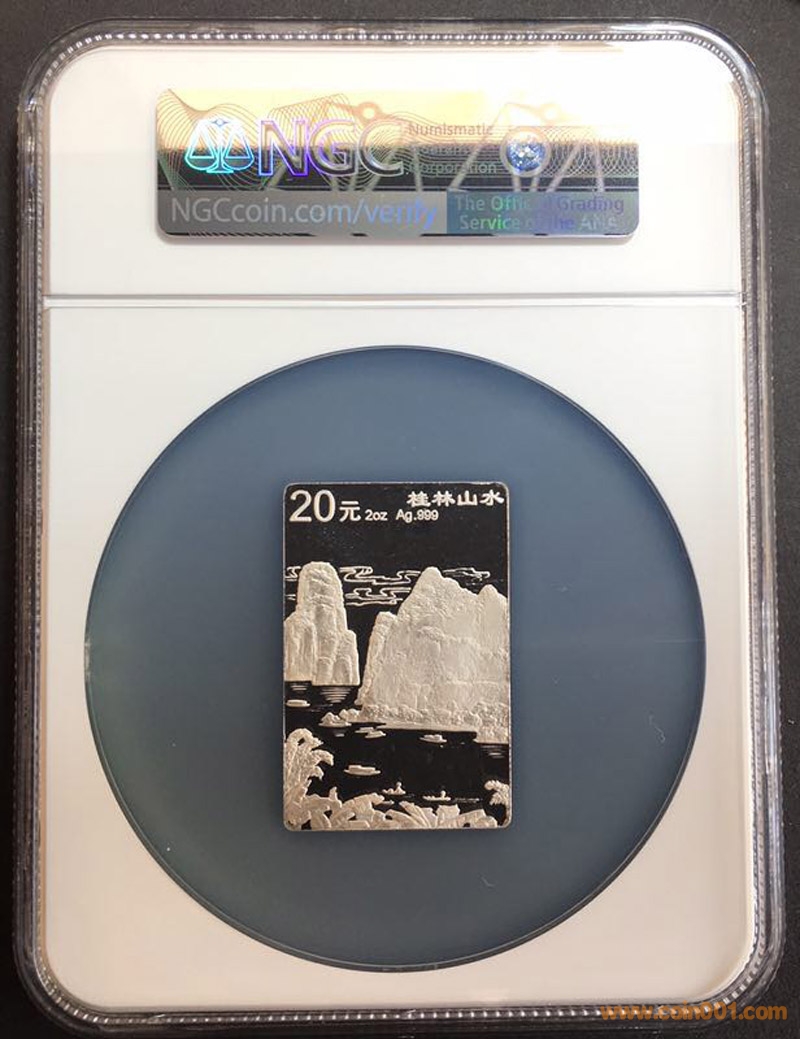 NGC
Numismatic
Corporation
NGCcoin.com/verify
The Official Grading
Service of the ANA
20元 2oz Ag.999
桂林山水
www.coin001.com